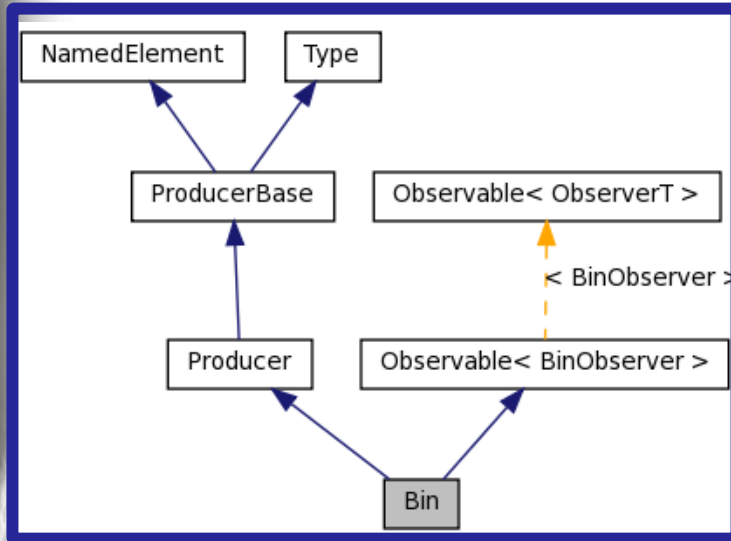 NamedElement
Type
ProducerBase
Observable< ObserverT >
< BinObserver >
Producer
Observable< BinObserver >
Bin